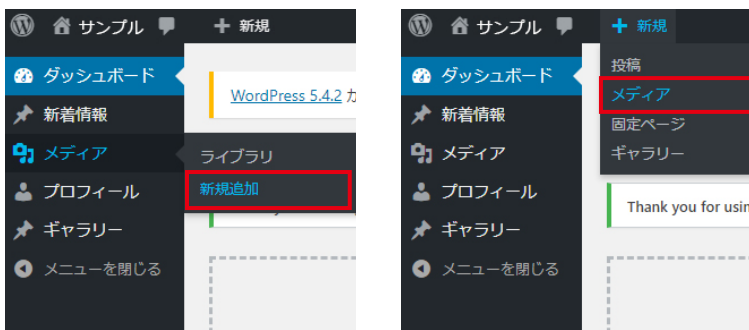 サンプル
新規
ダッシュボード
新着情報
メディア
プロフィール
ギャラリー
メニューを閉じる
WordPress 5.4.2
ライブラリ
新規追加
サンプル
新規
ダッシュボード
新着情報
メディア
プロフィール
ギャラリー
メニューを閉じる
投稿
メディア
固定ページ
ギャラリー
Thank you for usin